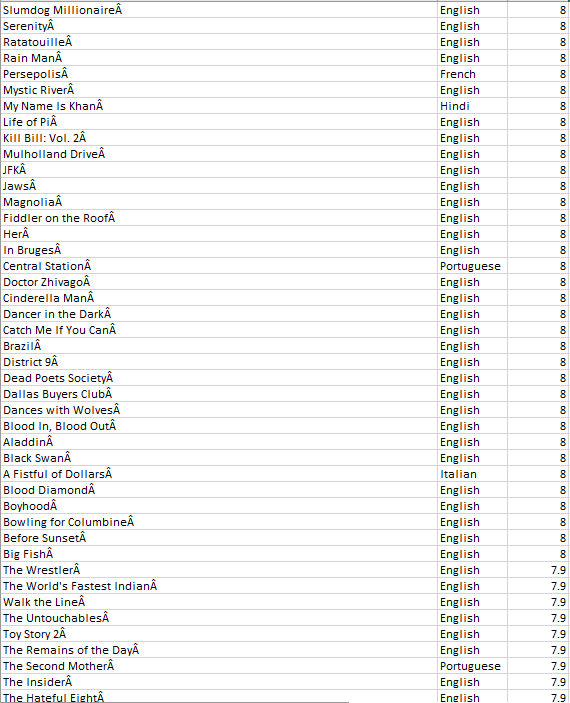 Slumdog MillionaireÂ English 8
SerenityÂ English 8
RatatouilleÂ English 8
Rain ManÂ English 8
PersepolisÂ French 8
Mystic RiverÂ English 8
My Name Is KhanÂ Hindi 8
Life of PiÂ English 8
Kill Bill: Vol. 2Â English 8
Mulholland DriveÂ English 8
JFKÂ English 8
JawsÂ English 8
MagnoliaÂ English 8
Fiddler on the RoofÂ English 8
HerÂ English 8
In BrugesÂ English 8
Central StationÂ Portuguese 8
Doctor ZhivagoÂ English 8
Cinderella ManÂ English 8
Dancer in the DarkÂ English 8
Catch Me If You CanÂ English 8
BrazilÂ English 8
District 9Â English 8
Dead Poets SocietyÂ English 8
Dallas Buyers ClubÂ English 8
Dances with WolvesÂ English 8
Blood In, Blood OutÂ English 8
AladdinÂ English 8
Black SwanÂ English 8
A Fistful of DollarsÂ Italian 8
Blood DiamondÂ English 8
BoyhoodÂ English 8
Bowling for ColumbineÂ English 8
Before SunsetÂ English 8
Big FishÂ English 8
The WrestlerÂ English 7.9
The World's Fastest IndianÂ English 7.9
Walk the LineÂ English 7.9
The UntouchablesÂ English 7.9
Toy Story 2Â English 7.9
The Remains of the DayÂ English 7.9
The Second MotherÂ Portuguese 7.9
The InsiderÂ English 7.9
The Hateful EightÂ English 7.9